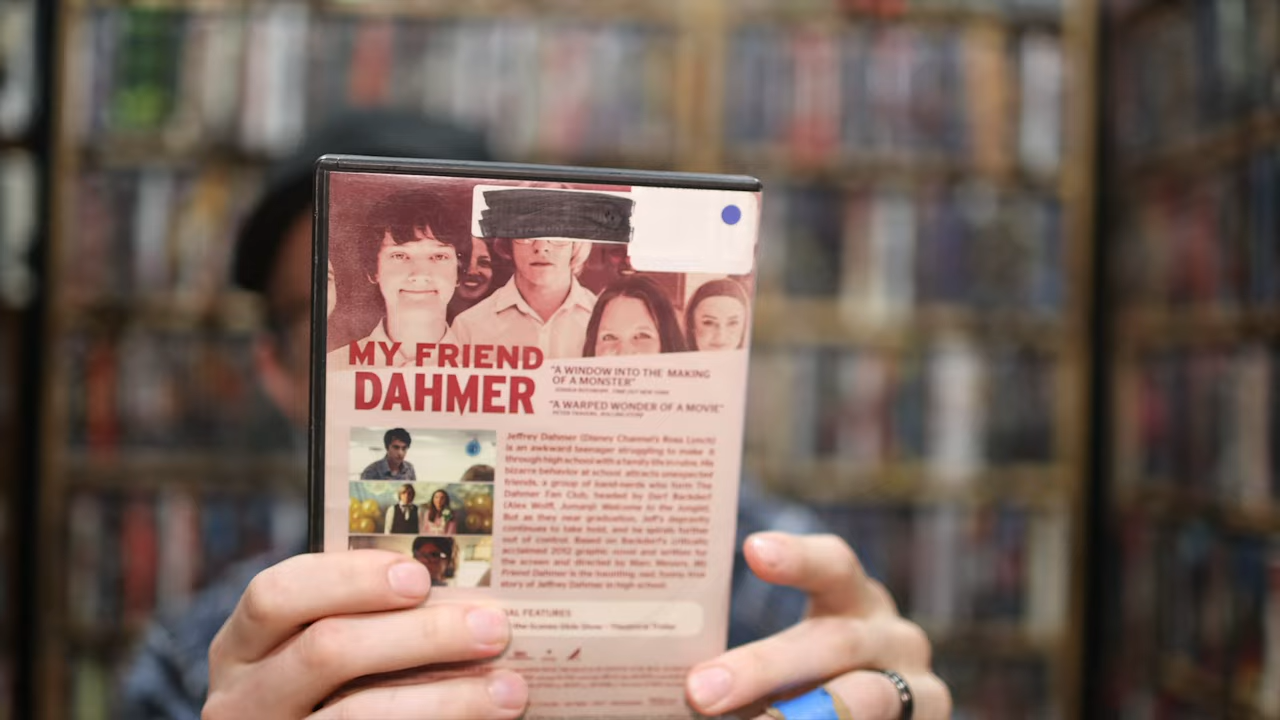 MY FRIEND
DAHMER
"A WINDOW INTO THE MAKING
OF A MONSTER"
"A WARPED WONDER OF A MOVIE"
PETER TRAVERS, ROLLING STONE
Jeffrey Dahmer (Disney Channel's Ross Lynch)
is an awkward teenager struggling to make it
through high school with a family life in ruins. His
bizarre behavior at school attracts unexpected
friends, a group of band-nerds who form The
Dahmer Fan Club, headed by Derf Backderf
(Alex Wolff, Jumanji: Welcome to the Jungle).
But as they near graduation, Jeff's depravity
continues to take hold, and he spirals further
out of control. Based on Backderf's critically
acclaimed 2012 graphic novel and written for
the screen and directed by Marc Meyers, My
Friend Dahmer is the haunting, sad, funny, true
story of Jeffrey Dahmer in high school.
FEATURES